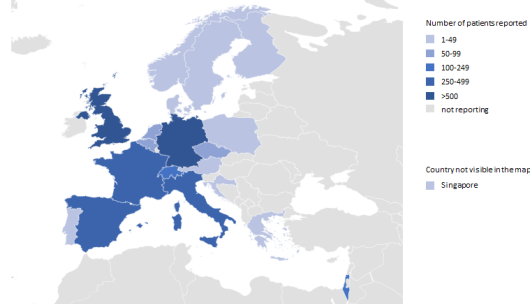 Number of patients reported
1-49
50-99
100-249
250-499
>500
not reporting
Country not visible in the map
Singapore